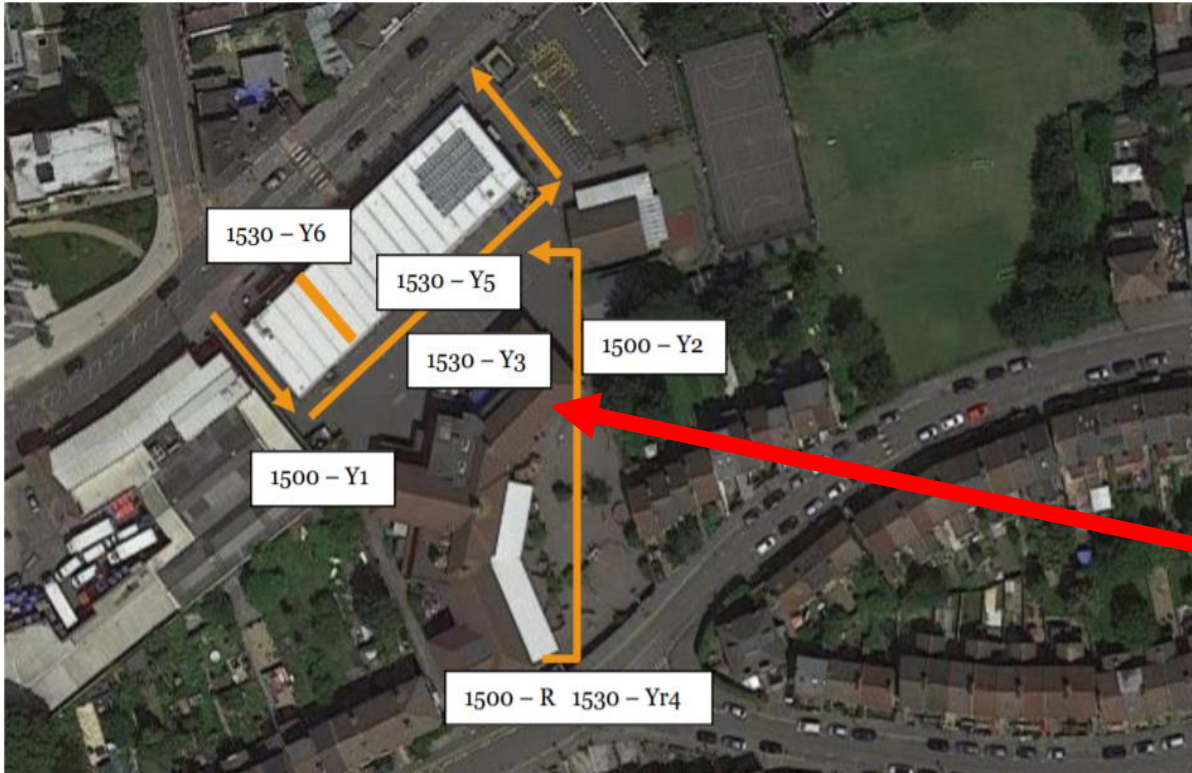 1530 – Y6
1530 – Y5
1530 – Y3
1500 – Y2
1500 – Y1
1500 – R 1530 – Yr4